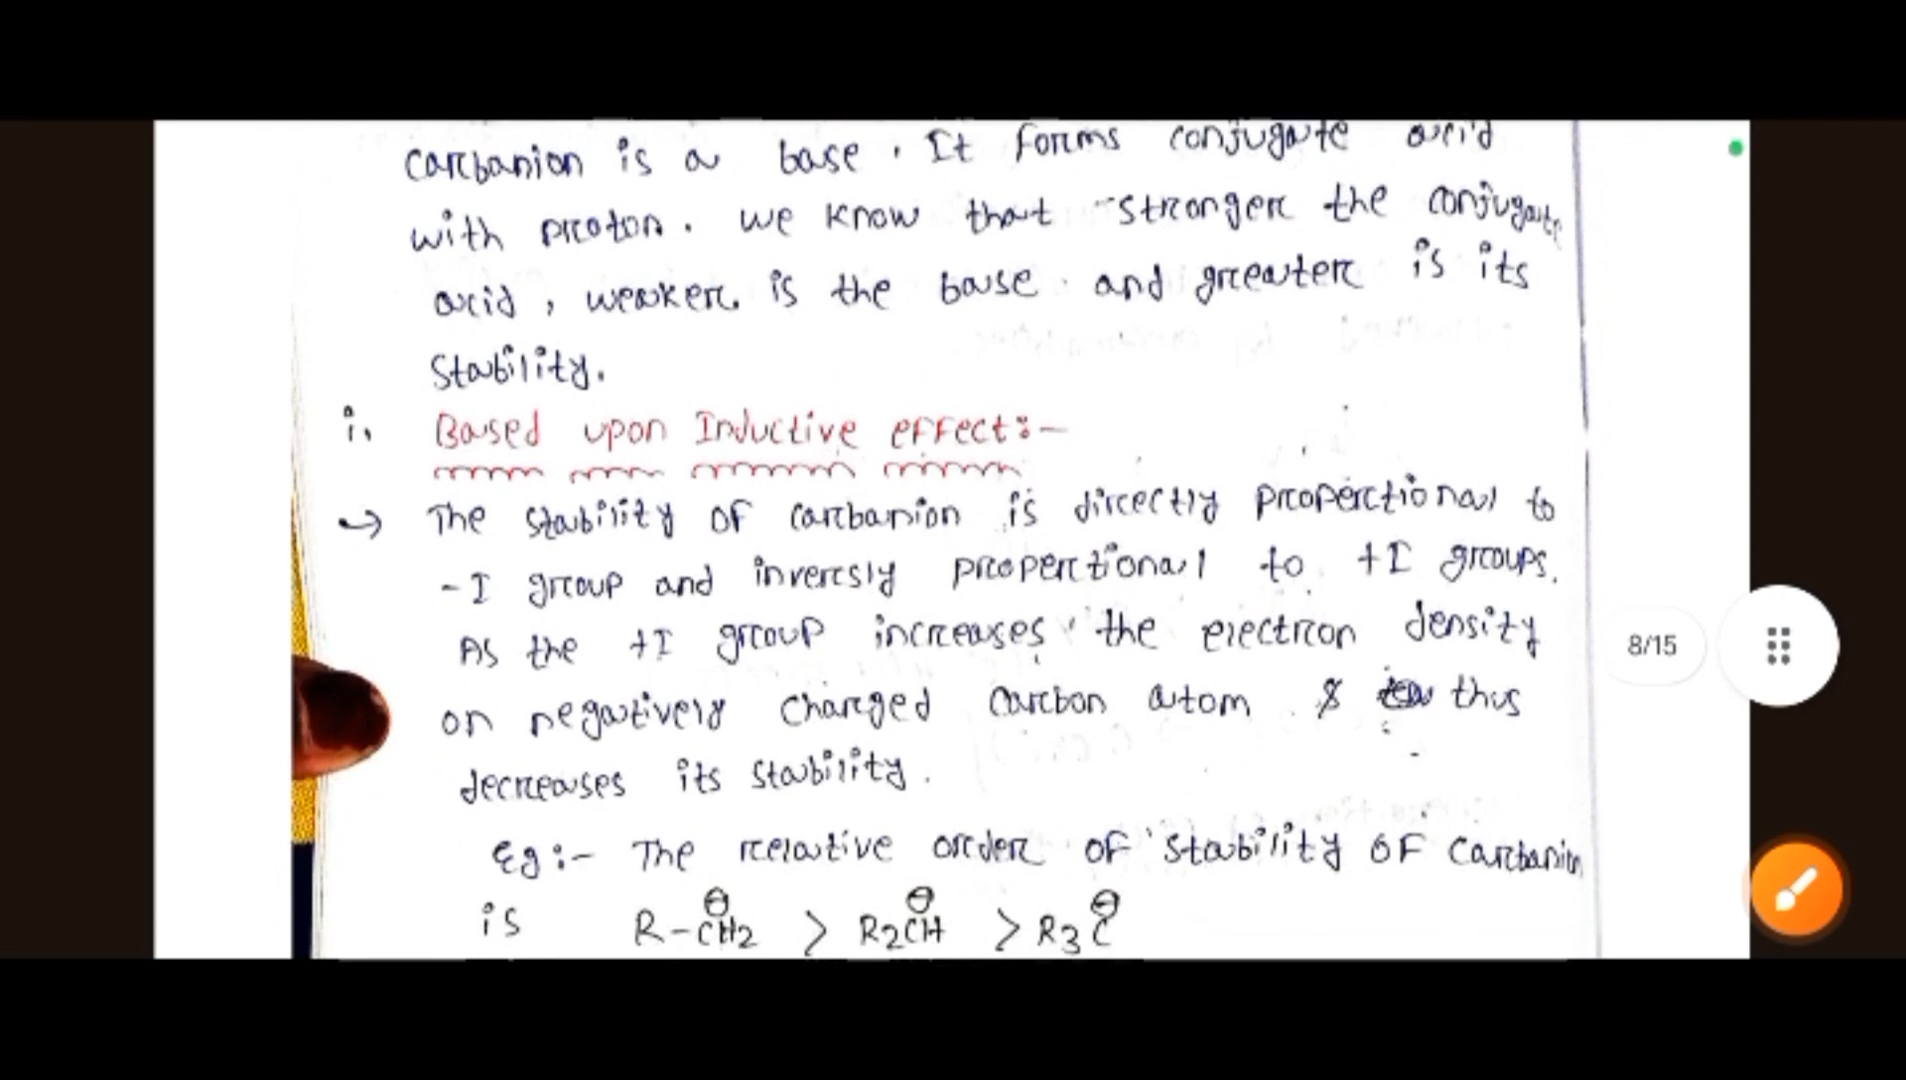 carbanion is a base. It forms conjugate acid
with proton. we know that stronger the conjugate
acid, weaker is the base and greater is its
stability.
i. Based upon Inductive effect:-
→ The stability of carbanion is directly propertional to
-I group and inversly propertional to +I groups.
As the +I group increases the electron density
on negatively charged carbon atom & thus
decreases its stability.
Eg:- The relative order of stability of carbanion
is R-C̊H2 > R2CH > R3C
8/15